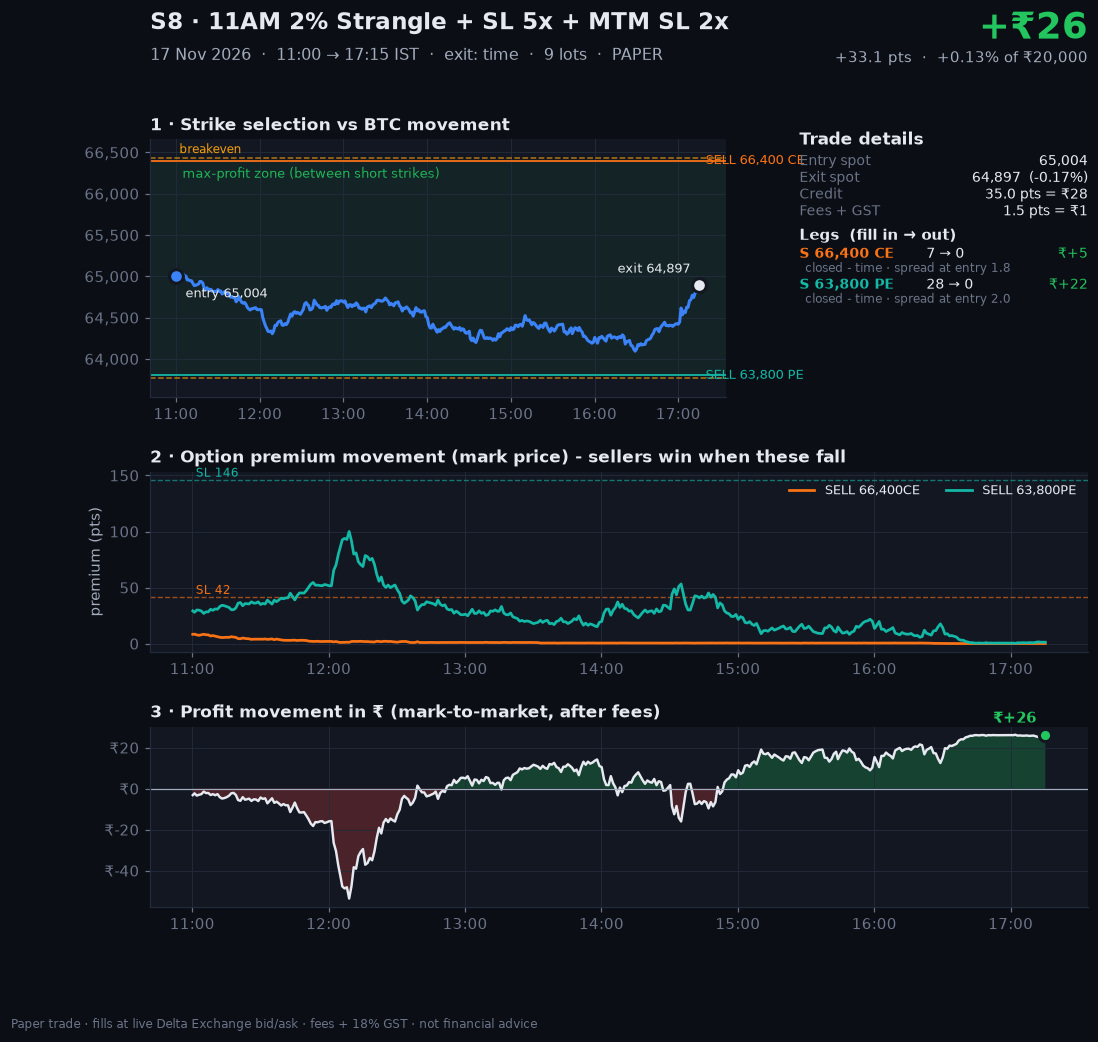 S8 · 11AM 2% Strangle + SL 5x + MTM SL 2x
+₹26
17 Nov 2026 · 11:00 → 17:15 IST · exit: time · 9 lots · PAPER
+33.1 pts · +0.13% of ₹20,000
1 · Strike selection vs BTC movement
66,500
66,000
65,500
65,000
64,500
64,000
breakeven
max-profit zone (between short strikes)
SELL 66,400 CE
entry 65,004
exit 64,897
SELL 63,800 PE
11:00 12:00 13:00 14:00 15:00 16:00 17:00
Trade details
Entry spot 65,004
Exit spot 64,897 (-0.17%)
Credit 35.0 pts = ₹28
Fees + GST 1.5 pts = ₹1
Legs (fill in → out)
S 66,400 CE 7 → 0 ₹+5
closed - time · spread at entry 1.8
S 63,800 PE 28 → 0 ₹+22
closed - time · spread at entry 2.0
2 · Option premium movement (mark price) - sellers win when these fall
premium (pts)
150
100
50
0
SL 146
SL 42
SELL 66,400CE SELL 63,800PE
11:00 12:00 13:00 14:00 15:00 16:00 17:00
3 · Profit movement in ₹ (mark-to-market, after fees)
₹+26
₹20
₹0
₹-20
₹-40
11:00 12:00 13:00 14:00 15:00 16:00 17:00
Paper trade · fills at live Delta Exchange bid/ask · fees + 18% GST · not financial advice